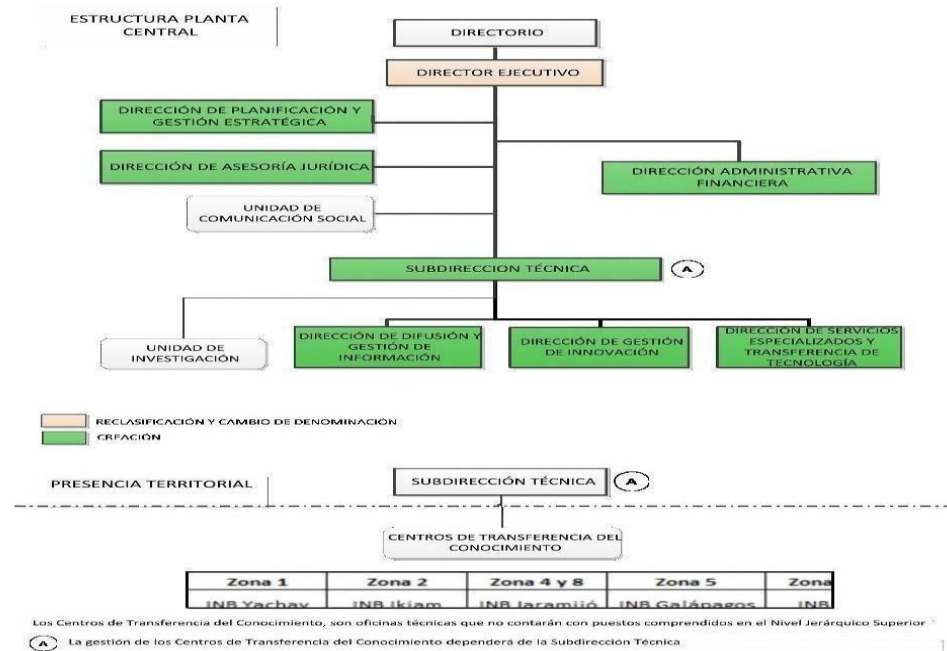 ESTRUCTURA PLANTA
CENTRAL
DIRECTORIO
DIRECTOR EJECUTIVO
DIRECCIÓN DE PLANIFICACIÓN Y
GESTIÓN ESTRATÉGICA
DIRECCIÓN DE ASESORÍA JURÍDICA
DIRECCIÓN ADMINISTRATIVA
FINANCIERA
UNIDAD DE
COMUNICACIÓN SOCIAL
SUBDIRECCION TÉCNICA
A
UNIDAD DE
INVESTIGACIÓN
DIRECCIÓN DE DIFUSIÓN Y
GESTIÓN DE
INFORMACIÓN
DIRECCIÓN DE GESTIÓN
DE INNOVACIÓN
DIRECCIÓN DE SERVICIOS
ESPECIALIZADOS Y
TRANSFERENCIA DE
TECNOLOGÍA
RECLASIFICACIÓN Y CAMBIO DE DENOMINACIÓN
CREACIÓN
PRESENCIA TERRITORIAL
SUBDIRECCIÓN TÉCNICA
A
CENTROS DE TRANSFERENCIA DEL
CONOCIMIENTO
Zona 1 Zona 2 Zona 4 y 8 Zona 5 Zona
INB Yachay INB Ikiam INB Jaramijó INB Galápagos INB
Los Centros de Transferencia del Conocimiento, son oficinas técnicas que no contarán con puestos comprendidos en el Nivel Jerárquico Superior
A La gestión de los Centros de Transferencia del Conocimiento dependerá de la Subdirección Técnica
1